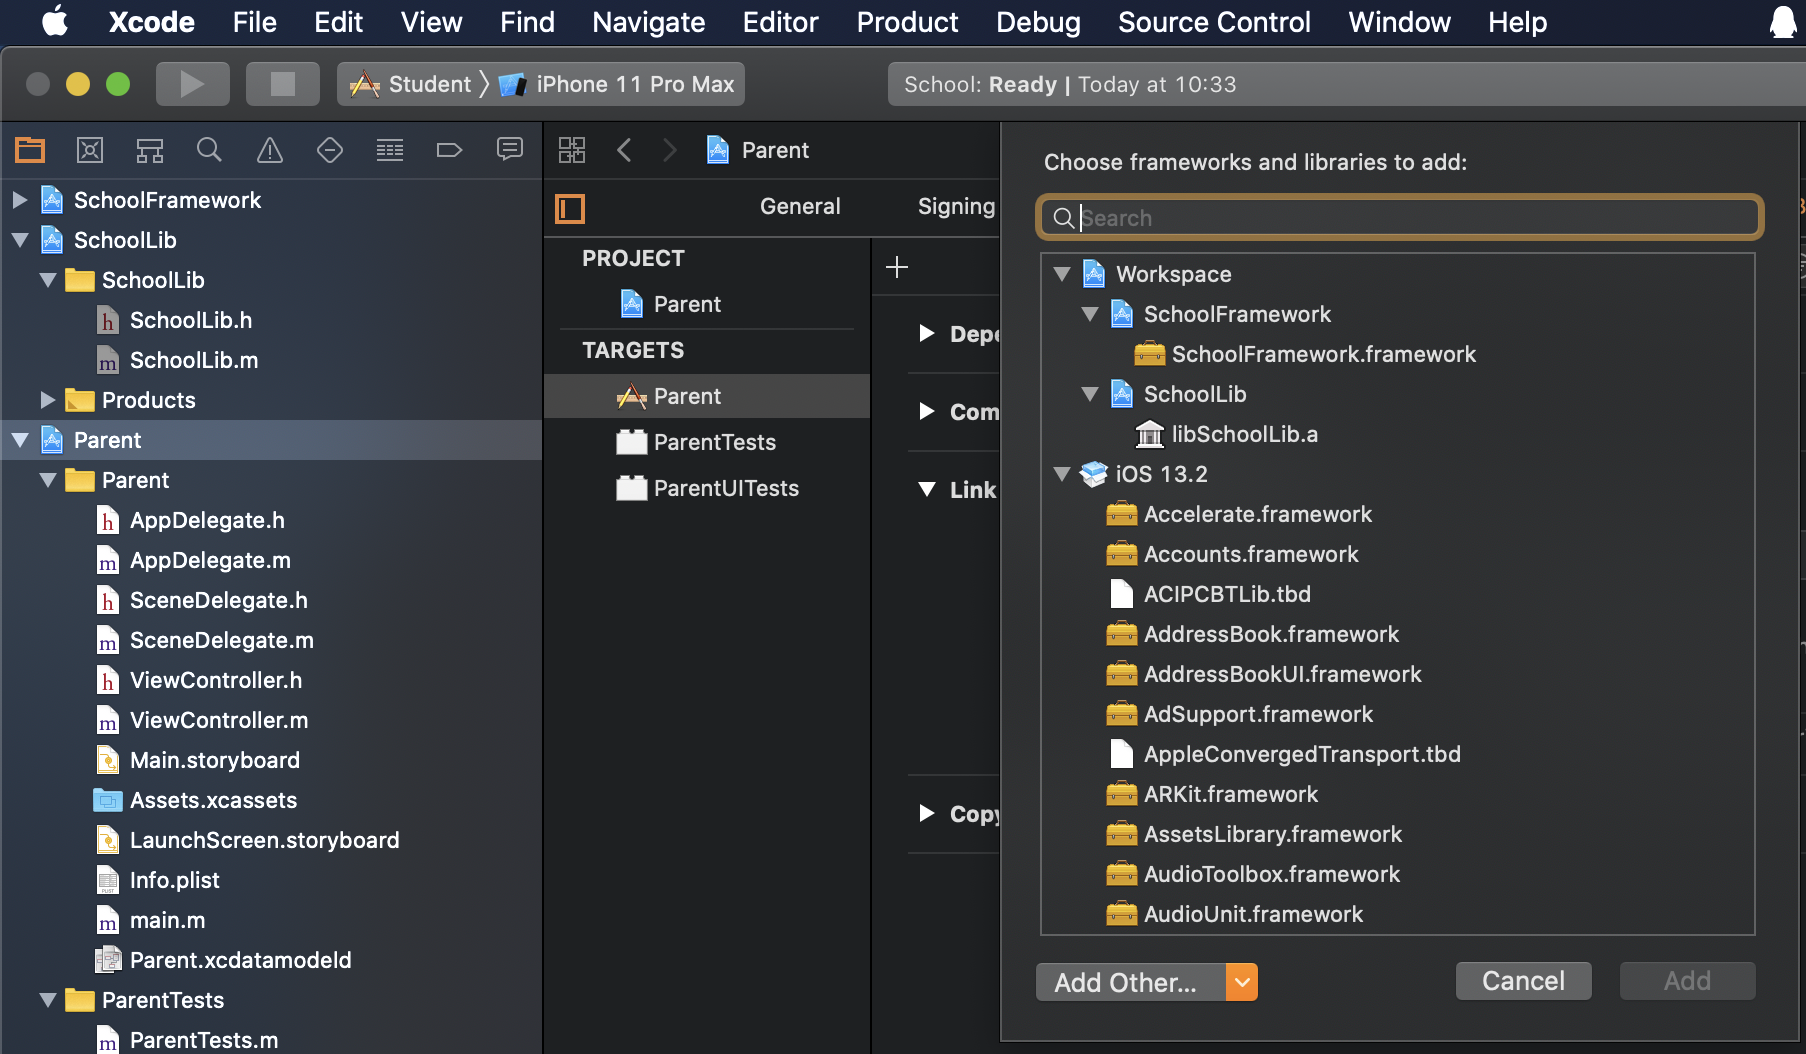 Xcode File Edit View Find Navigate Editor Product Debug Source Control Window Help
Student iPhone 11 Pro Max
School: Ready | Today at 10:33
SchoolFramework
SchoolLib
SchoolLib
SchoolLib.h
SchoolLib.m
Products
Parent
Parent
AppDelegate.h
AppDelegate.m
SceneDelegate.h
SceneDelegate.m
ViewController.h
ViewController.m
Main.storyboard
Assets.xcassets
LaunchScreen.storyboard
Info.plist
main.m
Parent.xcdatamodeld
ParentTests
ParentTests.m
Parent
General Signing
PROJECT
Parent
TARGETS
Parent
ParentTests
ParentUITests
Depe
Com
Link
Copy
Choose frameworks and libraries to add:
Search
Workspace
SchoolFramework
SchoolFramework.framework
SchoolLib
libSchoolLib.a
iOS 13.2
Accelerate.framework
Accounts.framework
ACIPCBTLib.tbd
AddressBook.framework
AddressBookUI.framework
AdSupport.framework
AppleConvergedTransport.tbd
ARKit.framework
AssetsLibrary.framework
AudioToolbox.framework
AudioUnit.framework
Add Other... Cancel Add